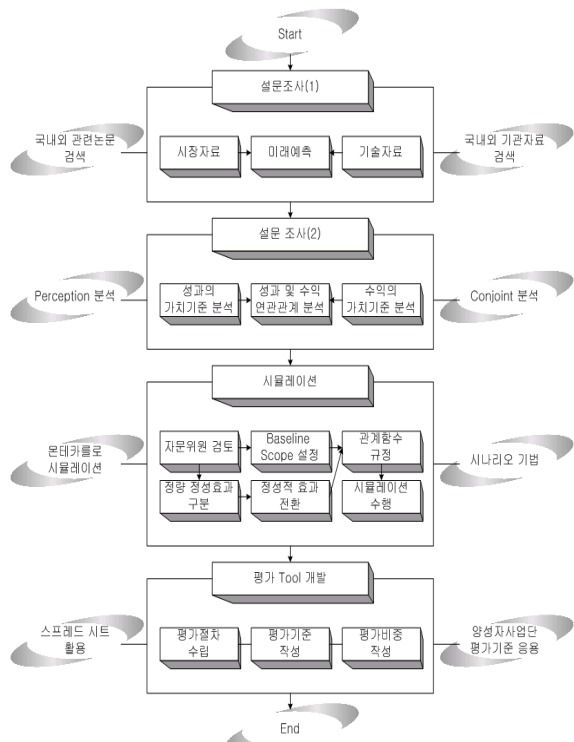 Start
설문조사(1)
국내외 관련논문
검색
시장자료
미래예측
기술자료
국내외 기관자료
검색
설문 조사(2)
Perception 분석
성과의
가치기준 분석
성과 및 수익
연관관계 분석
수익의
가치기준 분석
Conjoint 분석
시뮬레이션
몬테카를로
시뮬레이션
자문위원 검토
Baseline
Scope 설정
관계함수
규정
정량 정성효과
구분
정성적 효과
전환
시뮬레이션
수행
시나리오 기법
평가 Tool 개발
스프레드 시트
활용
평가절차
수립
평가기준
작성
평가비중
작성
양성자사업단
평가기준 응용
End